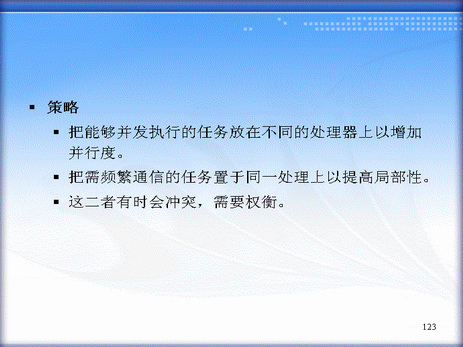 ▪ 策略
▪ 把能够并发执行的任务放在不同的处理器上以增加
并行度。
▪ 把需频繁通信的任务置于同一处理上以提高局部性。
▪ 这二者有时会冲突，需要权衡。
123